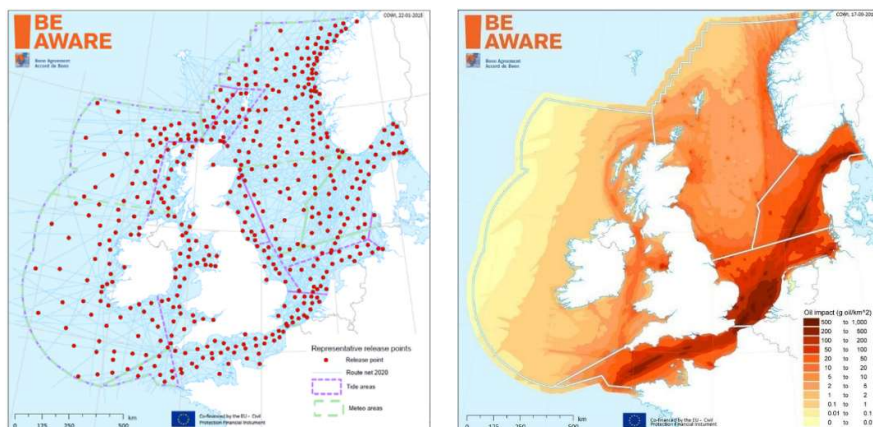 BE
AWARE
Bonn Agreement
Accord de Bonn
COWI, 22-01-2015
Representative release points
Release point
Route net 2020
Tide areas
Meteo areas
km
0 125 250 500
Co-financed by the EU – Civil
Protection Financial Instrument
BE
AWARE
Bonn Agreement
Accord de Bonn
Oil impact (g oil/km^2)
500 to 1,000
200 to 500
100 to 200
50 to 100
20 to 50
10 to 20
5 to 10
2 to 5
1 to 2
0.1 to 1
0.01 to 0.1
0 to 0.0
km
0 125 250 500
Co-financed by the EU – Civil
Protection Financial Instrument